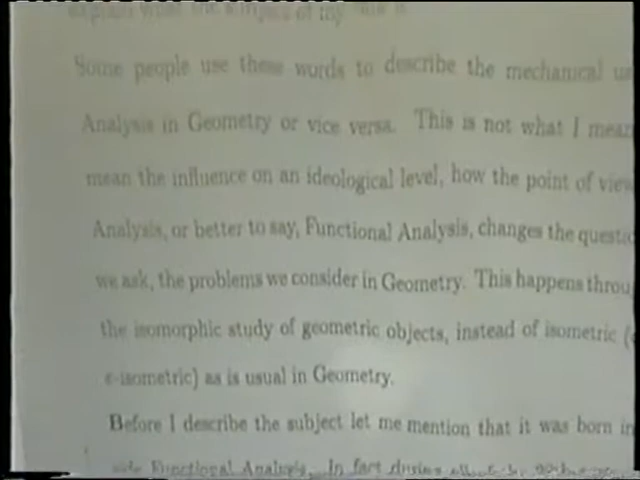 explain what the
Some people use these words to describe the mechanical
Analysis in Geometry or vice versa. This is not what I mean
mean the influence on an ideological level, how the point of view
Analysis, or better to say, Functional Analysis, changes the questio
we ask, the problems we consider in Geometry. This happens throu
the isomorphic study of geometric objects, instead of isometric (
ε-isometric) as is usual in Geometry.
Before I describe the subject let me mention that it was born in
Functional Analysis. In fact